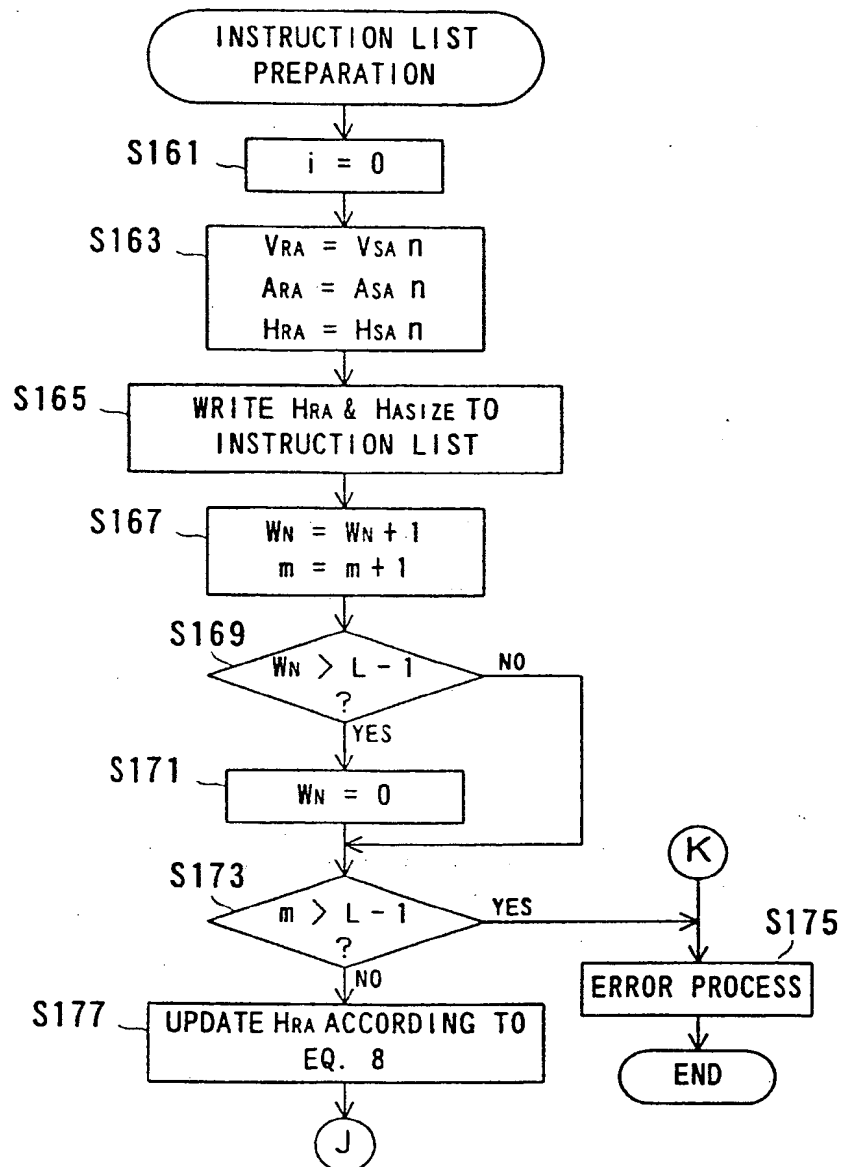 INSTRUCTION LIST
PREPARATION
S161
i = 0
S163
VRA = VSA n
ARA = ASA n
HRA = HSA n
S165
WRITE HRA & HASIZE TO
INSTRUCTION LIST
S167
WN = WN + 1
m = m + 1
S169
WN > L - 1
?
NO
YES
S171
WN = 0
K
S173
m > L - 1
?
YES
NO
S175
ERROR PROCESS
END
S177
UPDATE HRA ACCORDING TO
EQ. 8
J